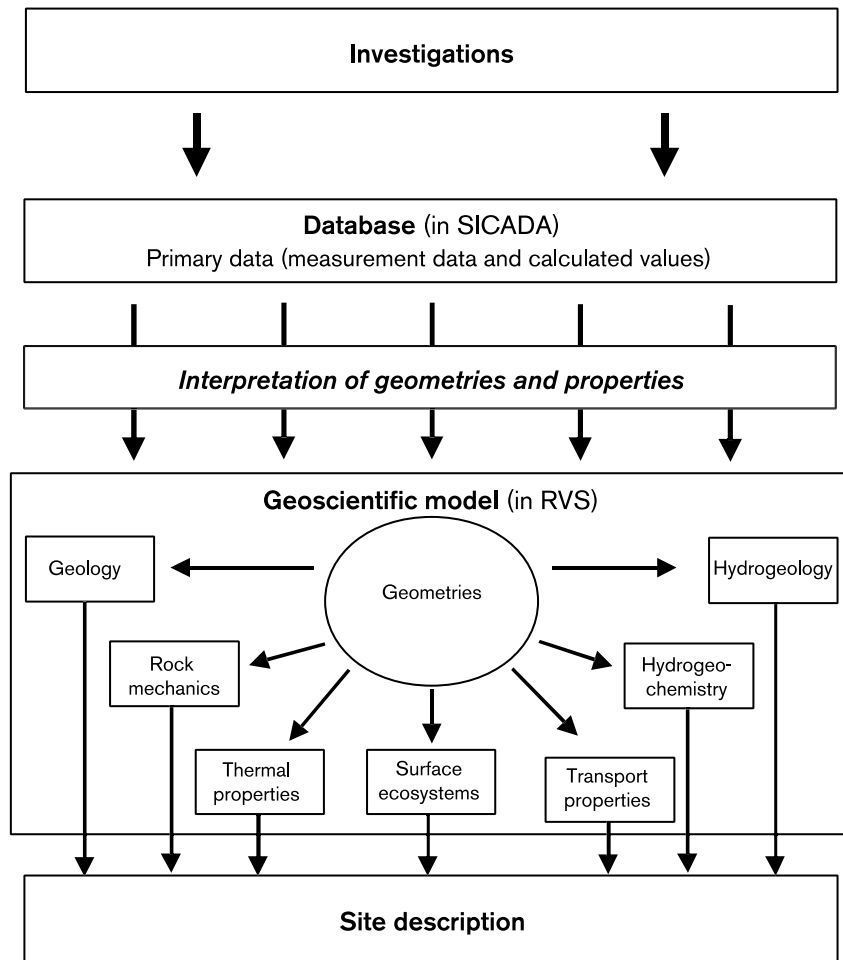 Investigations
Database (in SICADA)
Primary data (measurement data and calculated values)
Interpretation of geometries and properties
Geoscientific model (in RVS)
Geology
Geometries
Hydrogeology
Rock
mechanics
Hydrogeo-
chemistry
Thermal
properties
Surface
ecosystems
Transport
properties
Site description